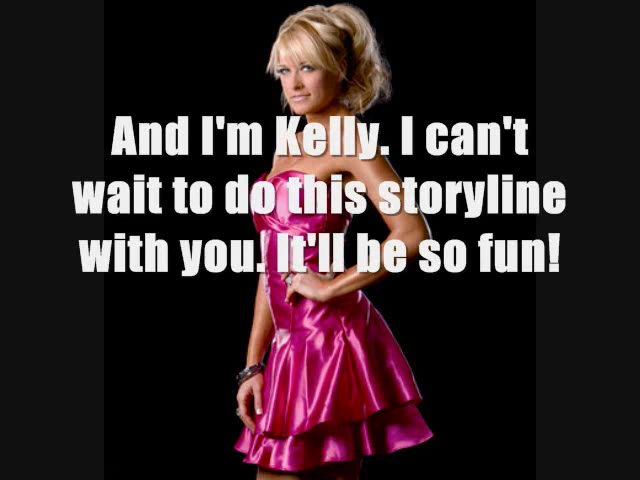 And I'm Kelly. I can't
wait to do this storyline
with you. It'll be so fun!